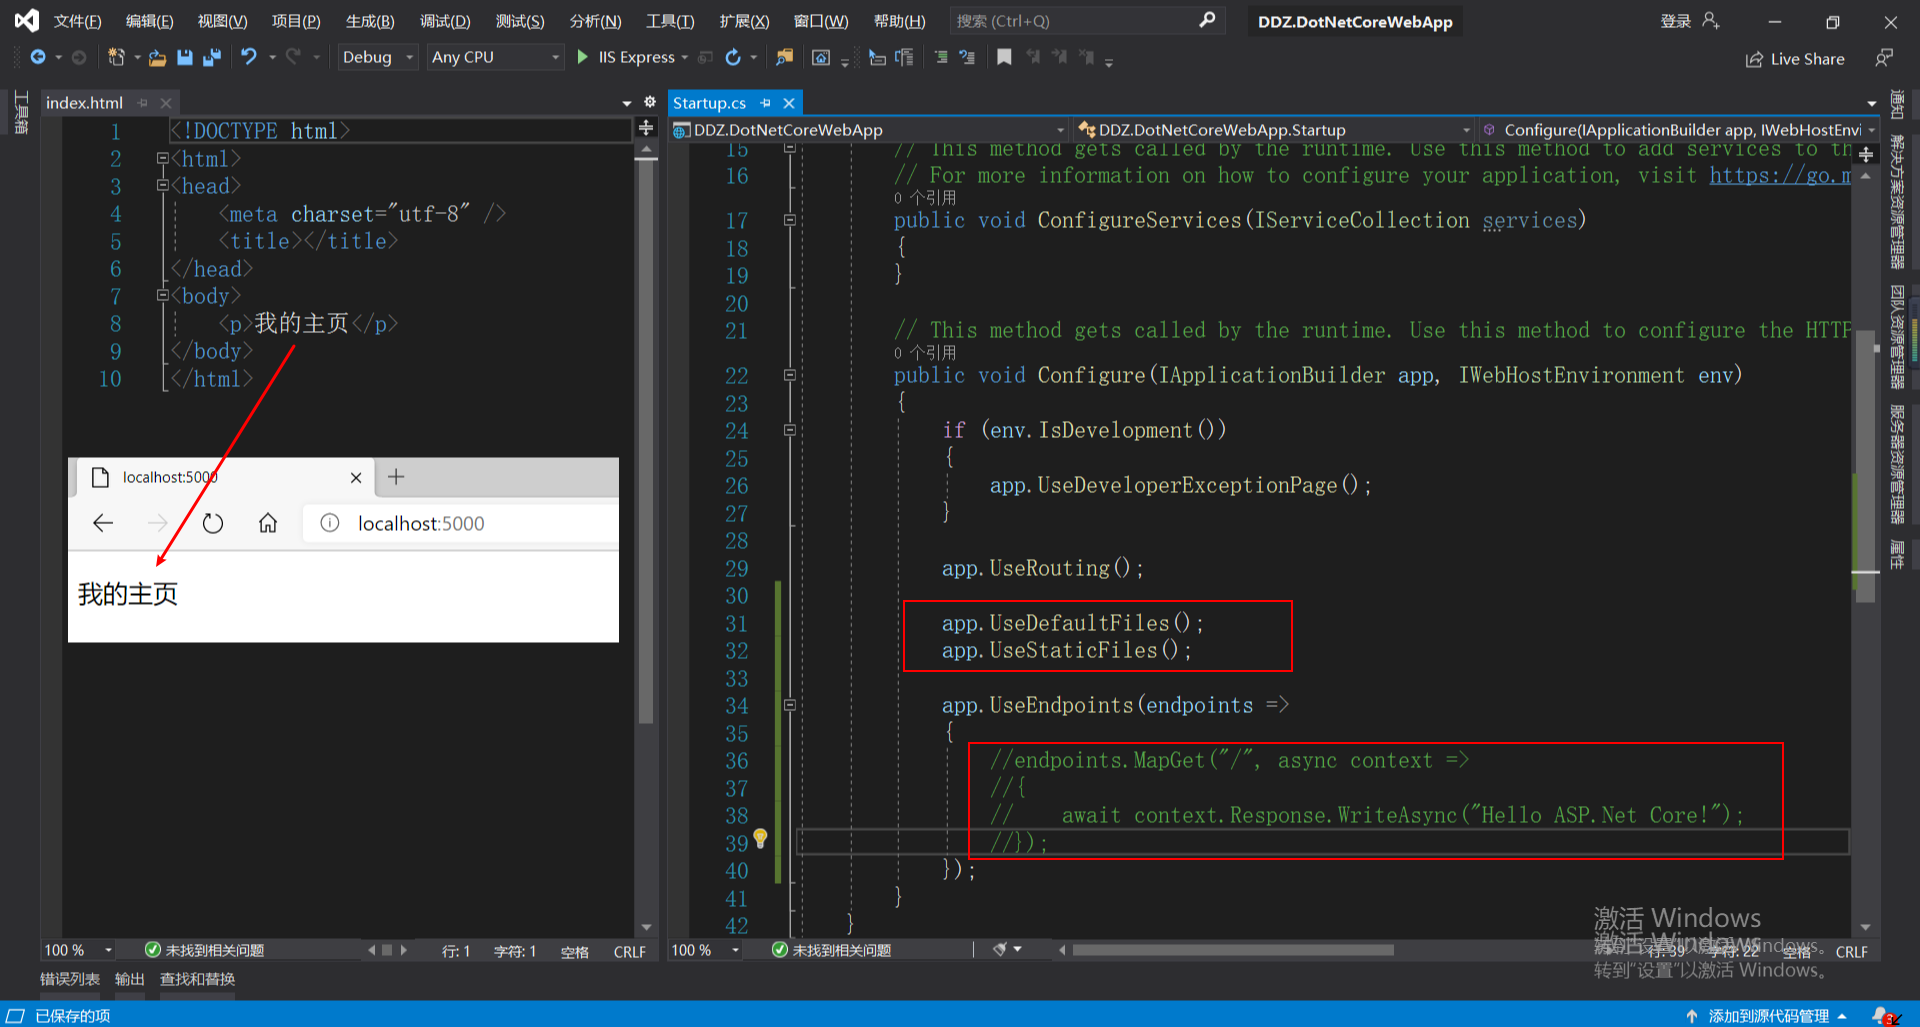 文件(F) 编辑(E) 视图(V) 项目(P) 生成(B) 调试(D) 测试(S) 分析(N) 工具(T) 扩展(X) 窗口(W) 帮助(H) 搜索 (Ctrl+Q) DDZ.DotNetCoreWebApp 登录
Debug Any CPU IIS Express Live Share
工具箱
index.html
1 <!DOCTYPE html>
2 <html>
3 <head>
4 <meta charset="utf-8" />
5 <title></title>
6 </head>
7 <body>
8 <p>我的主页</p>
9 </body>
10 </html>
localhost:5000
localhost:5000
我的主页
100 % 未找到相关问题 行: 1 字符: 1 空格 CRLF
Startup.cs
DDZ.DotNetCoreWebApp DDZ.DotNetCoreWebApp.Startup Configure(IApplicationBuilder app, IWebHostEnvi
15 // This method gets called by the runtime. Use this method to add services to th
16 // For more information on how to configure your application, visit https://go.m
0 个引用
17 public void ConfigureServices(IServiceCollection services)
18 {
19 }
20
21 // This method gets called by the runtime. Use this method to configure the HTTP
0 个引用
22 public void Configure(IApplicationBuilder app, IWebHostEnvironment env)
23 {
24 if (env.IsDevelopment())
25 {
26 app.UseDeveloperExceptionPage();
27 }
28
29 app.UseRouting();
30
31 app.UseDefaultFiles();
32 app.UseStaticFiles();
33
34 app.UseEndpoints(endpoints =>
35 {
36 //endpoints.MapGet("/", async context =>
37 //{
38 // await context.Response.WriteAsync("Hello ASP.Net Core!");
39 //});
40 });
41 }
42 }
100 % 未找到相关问题 行: 39 字符: 22 空格 CRLF
通知
解决方案资源管理器
团队资源管理器
服务器资源管理器
属性
激活 Windows
激活 Windows
转到"设置"以激活 Windows。
转到"设置"以激活 Windows。
错误列表 输出 查找和替换
已保存的项 添加到源代码管理